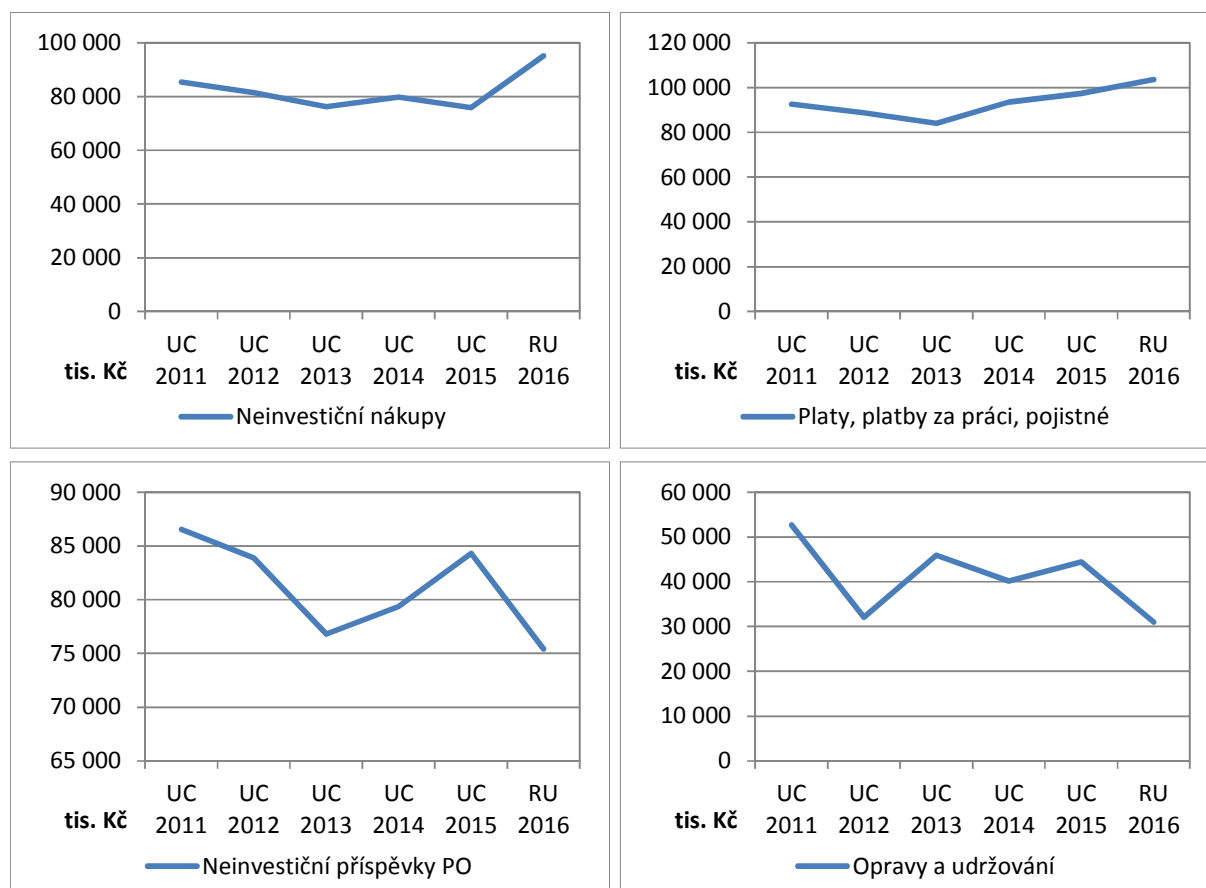 100 000
80 000
60 000
40 000
20 000
0
UC UC UC UC UC RU
tis. Kč 2011 2012 2013 2014 2015 2016
Neinvestiční nákupy
120 000
100 000
80 000
60 000
40 000
20 000
0
UC UC UC UC UC RU
tis. Kč 2011 2012 2013 2014 2015 2016
Platy, platby za práci, pojistné
90 000
85 000
80 000
75 000
70 000
65 000
UC UC UC UC UC RU
tis. Kč 2011 2012 2013 2014 2015 2016
Neinvestiční příspěvky PO
60 000
50 000
40 000
30 000
20 000
10 000
0
UC UC UC UC UC RU
tis. Kč 2011 2012 2013 2014 2015 2016
Opravy a udržování